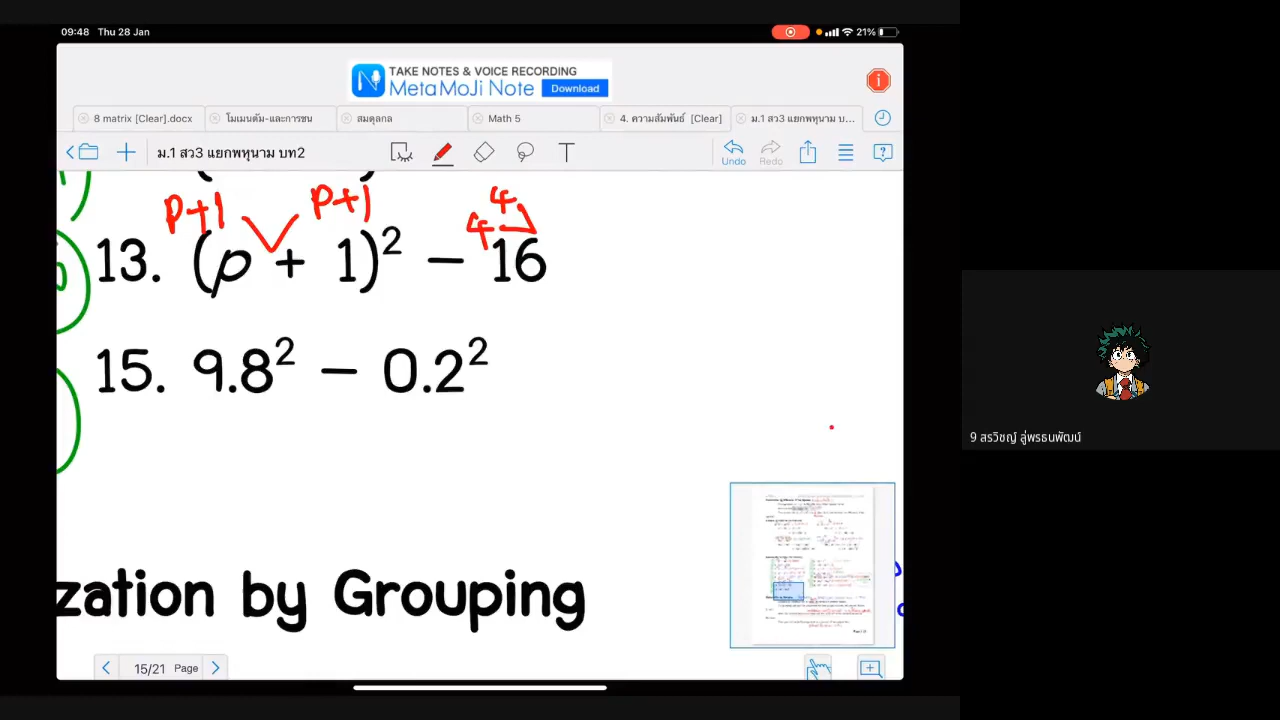 09:48 Thu 28 Jan
21%
TAKE NOTES & VOICE RECORDING
MetaMoJi Note Download
8 matrix [Clear].docx โมเมนตัม-และการชน สมดุลกล Math 5 4. ความสัมพันธ์ [Clear] ม.1 สว3 แยกพหุนาม บ...
ม.1 สว3 แยกพหุนาม บท2
T
Undo Redo
p+1 p+1 4
4
13. (p + 1)² – 16
15. 9.8² – 0.2²
9 สรวิชญ์ ลู่พรธนพัฒน์
zation by Grouping
15/21 Page